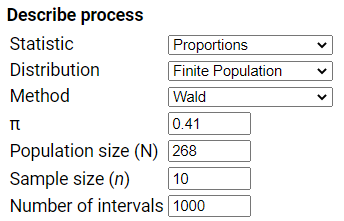 Describe process
Statistic Proportions
Distribution Finite Population
Method Wald
π 0.41
Population size (N) 268
Sample size (n) 10
Number of intervals 1000